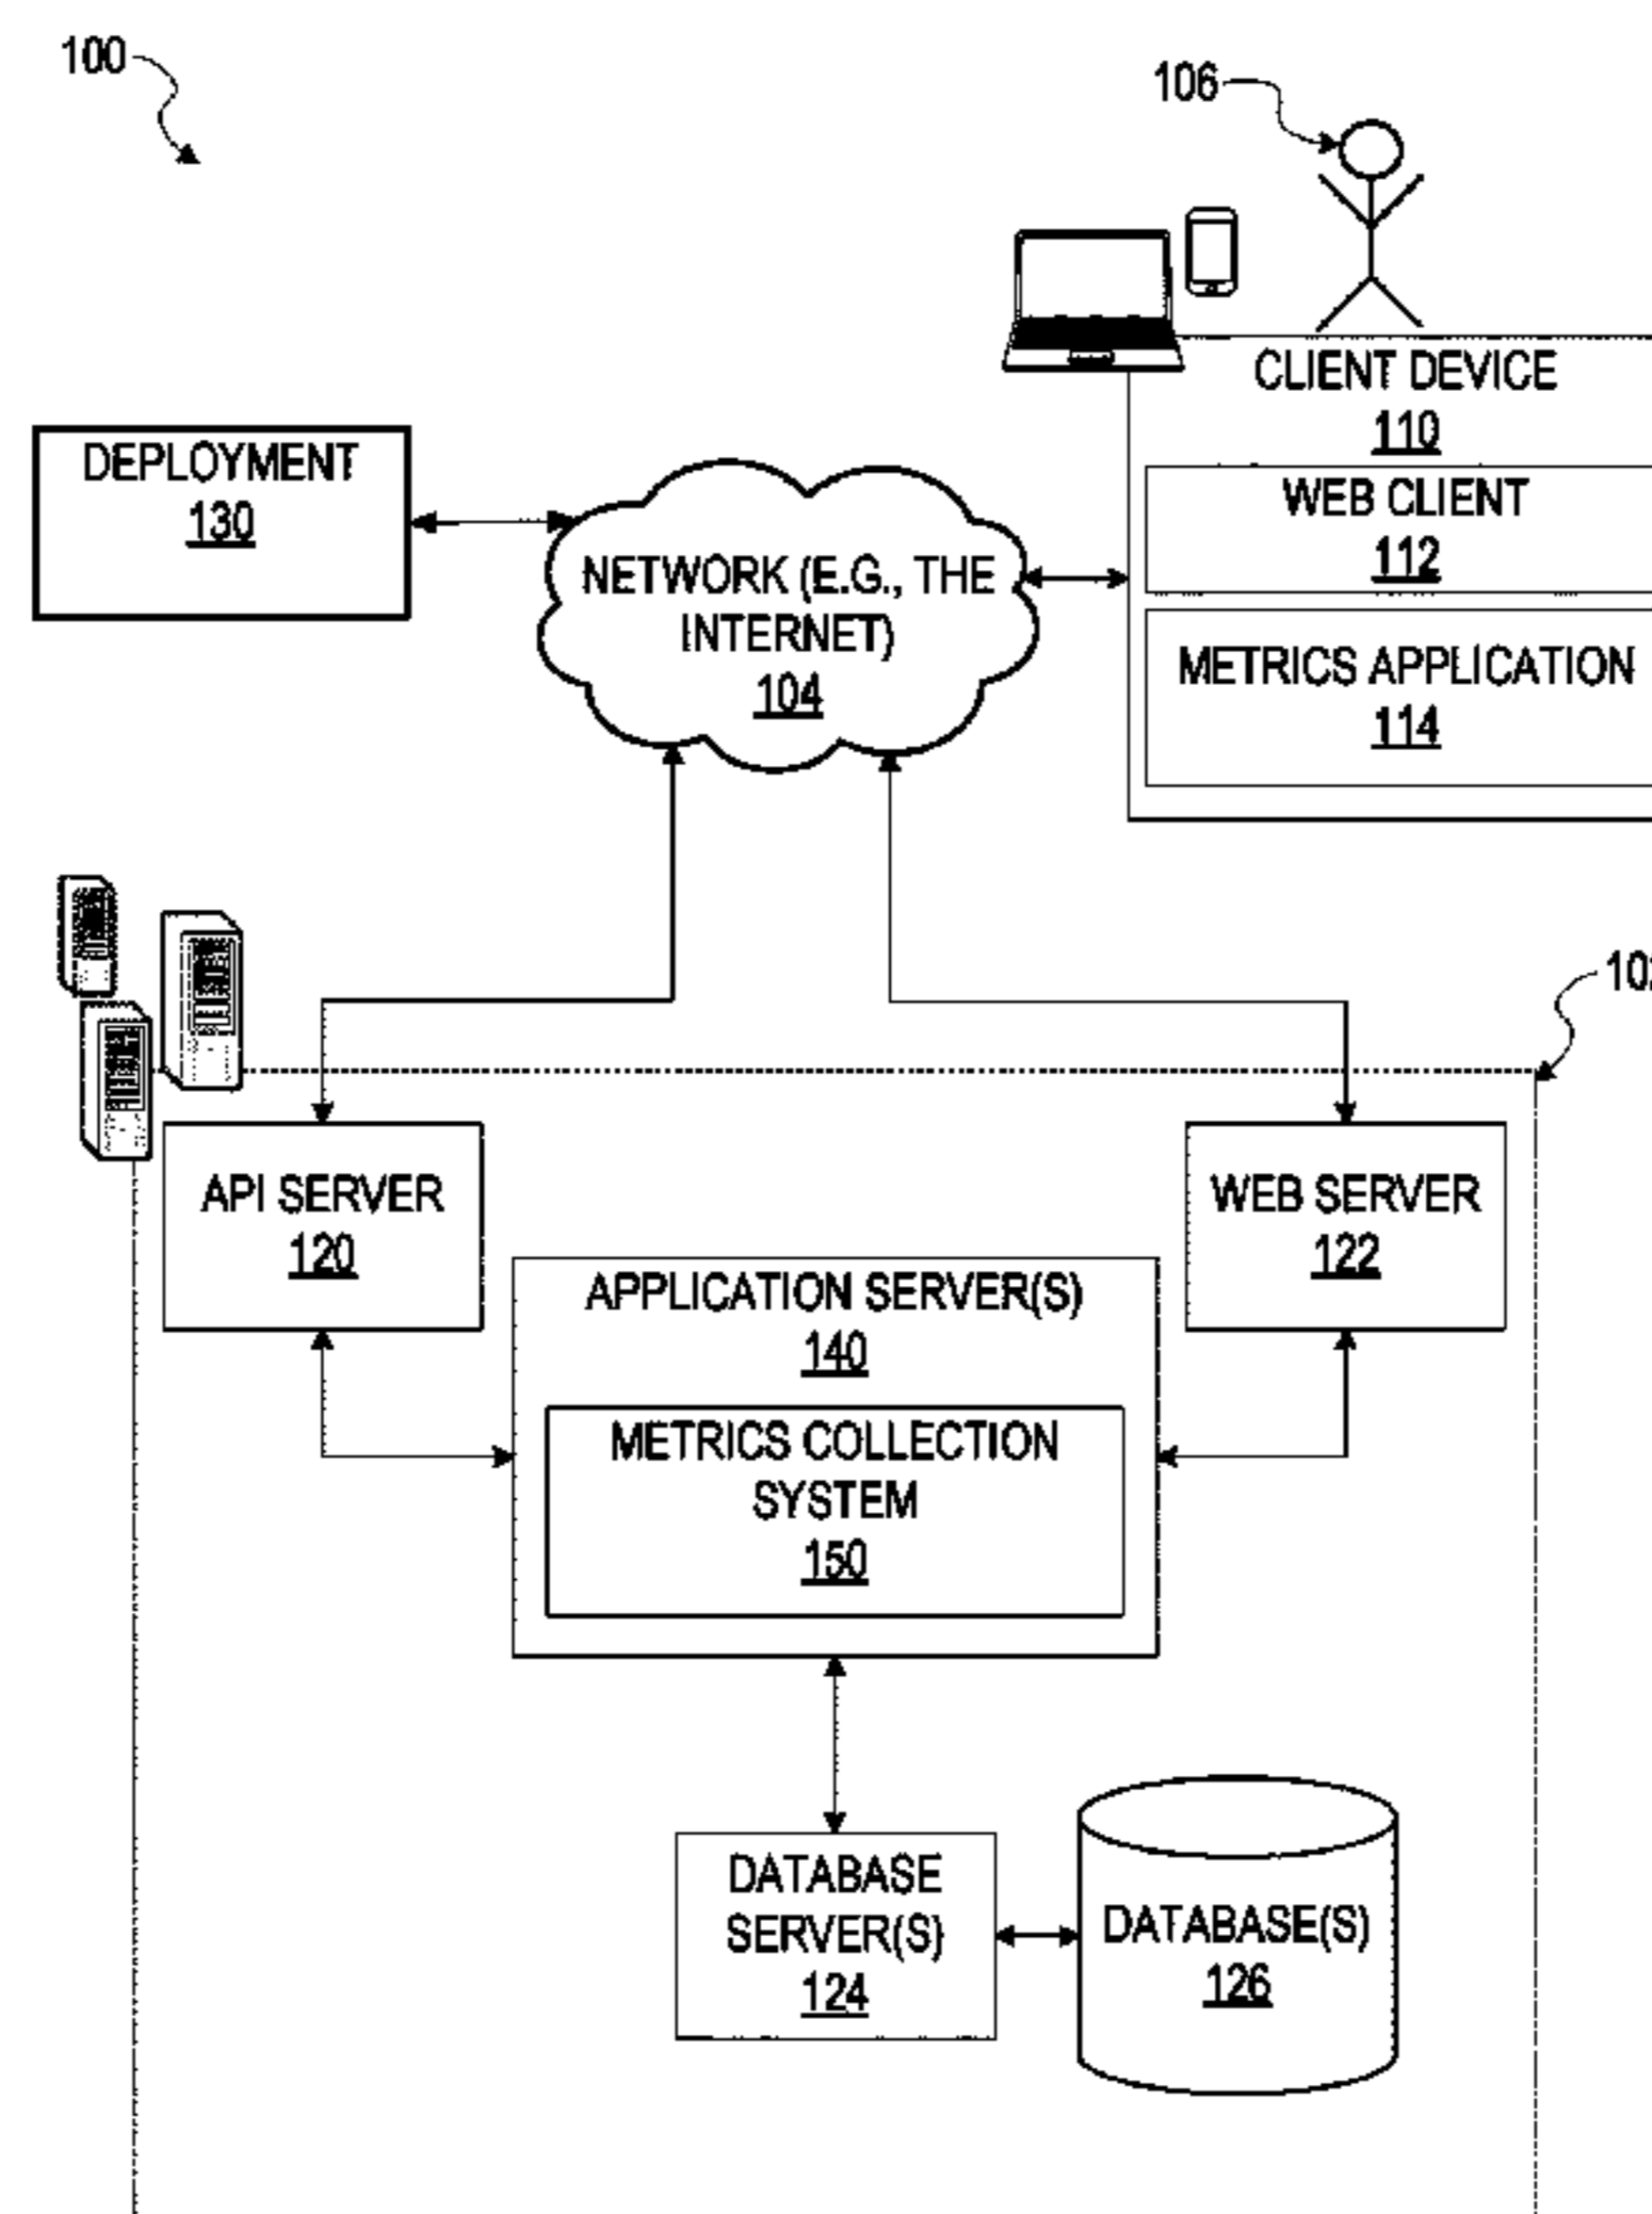 100
106
CLIENT DEVICE
110
WEB CLIENT
112
METRICS APPLICATION
114
DEPLOYMENT
130
NETWORK (E.G., THE
INTERNET)
104
API SERVER
120
WEB SERVER
122
APPLICATION SERVER(S)
140
METRICS COLLECTION
SYSTEM
150
DATABASE
SERVER(S)
124
DATABASE(S)
126